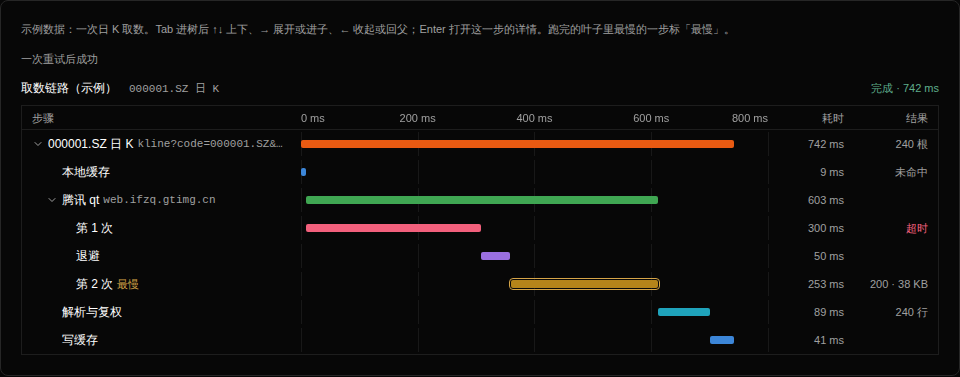 示例数据：一次日 K 取数。Tab 进树后 ↑↓ 上下、→ 展开或进子、← 收起或回父；Enter 打开这一步的详情。跑完的叶子里最慢的一步标「最慢」。
一次重试后成功
取数链路（示例） 000001.SZ 日 K 完成 · 742 ms
步骤 0 ms 200 ms 400 ms 600 ms 800 ms 耗时 结果
000001.SZ 日 K kline?code=000001.SZ&… 742 ms 240 根
本地缓存 9 ms 未命中
腾讯 qt web.ifzq.gtimg.cn 603 ms
第 1 次 300 ms 超时
退避 50 ms
第 2 次 最慢 253 ms 200 · 38 KB
解析与复权 89 ms 240 行
写缓存 41 ms